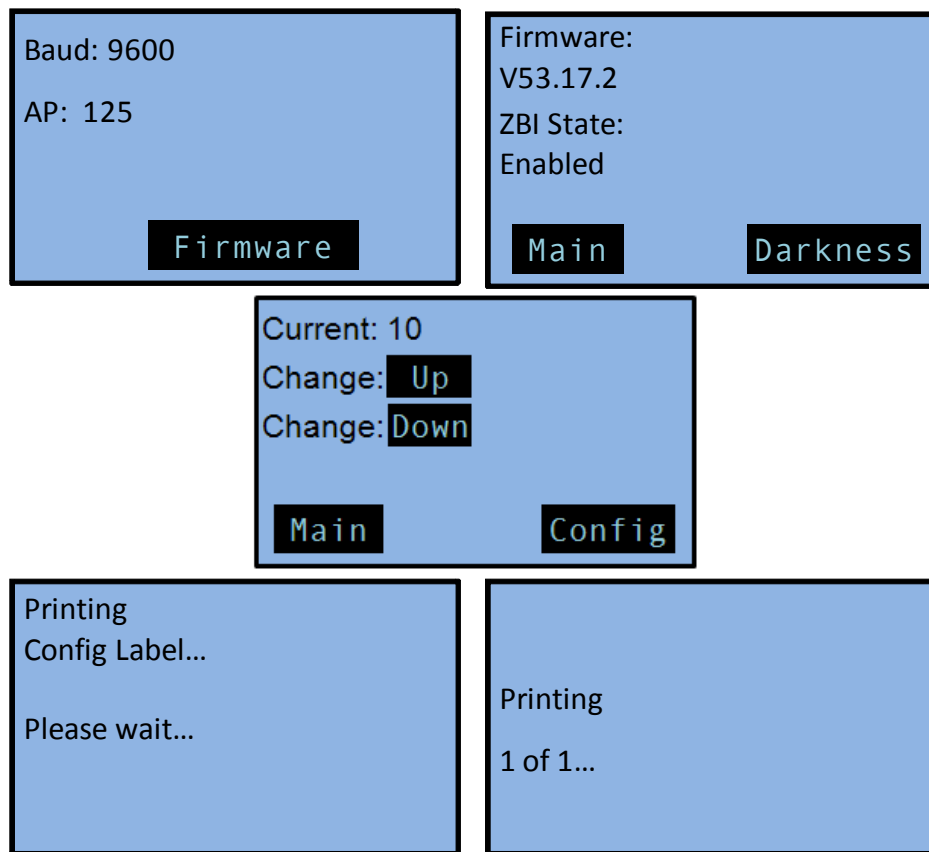 Baud: 9600
AP: 125
Firmware
Firmware:
V53.17.2
ZBI State:
Enabled
Main Darkness
Current: 10
Change: Up
Change: Down
Main Config
Printing
Config Label...
Please wait...
Printing
1 of 1...